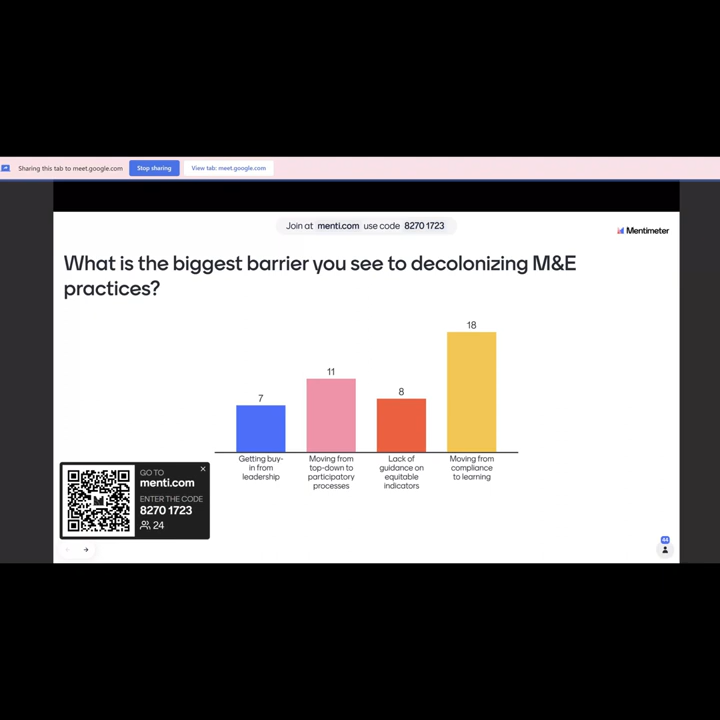 Sharing this tab to meet.google.com
Stop sharing
View tab: meet.google.com
Join at menti.com use code 8270 1723
Mentimeter
What is the biggest barrier you see to decolonizing M&E
practices?
7
11
8
18
Getting buy-
in from
leadership
Moving from
top-down to
participatory
processes
Lack of
guidance on
equitable
indicators
Moving from
compliance
to learning
GO TO
menti.com
ENTER THE CODE
8270 1723
24
44